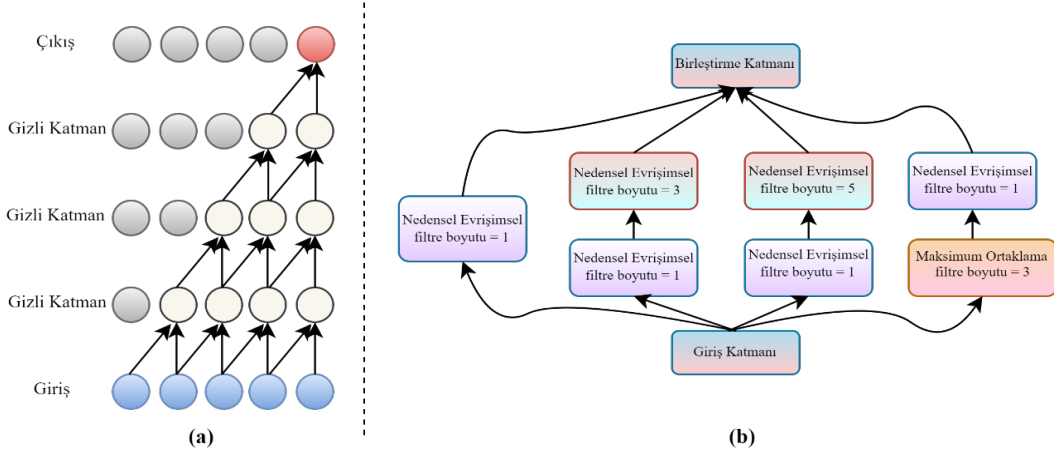 Çıkış
Gizli Katman
Gizli Katman
Gizli Katman
Giriş
(a)
Birleştirme Katmanı
Nedensel Evrişimsel
filtre boyutu = 1
Nedensel Evrişimsel
filtre boyutu = 3
Nedensel Evrişimsel
filtre boyutu = 5
Nedensel Evrişimsel
filtre boyutu = 1
Nedensel Evrişimsel
filtre boyutu = 1
Nedensel Evrişimsel
filtre boyutu = 1
Maksimum Ortaklama
filtre boyutu = 3
Giriş Katmanı
(b)